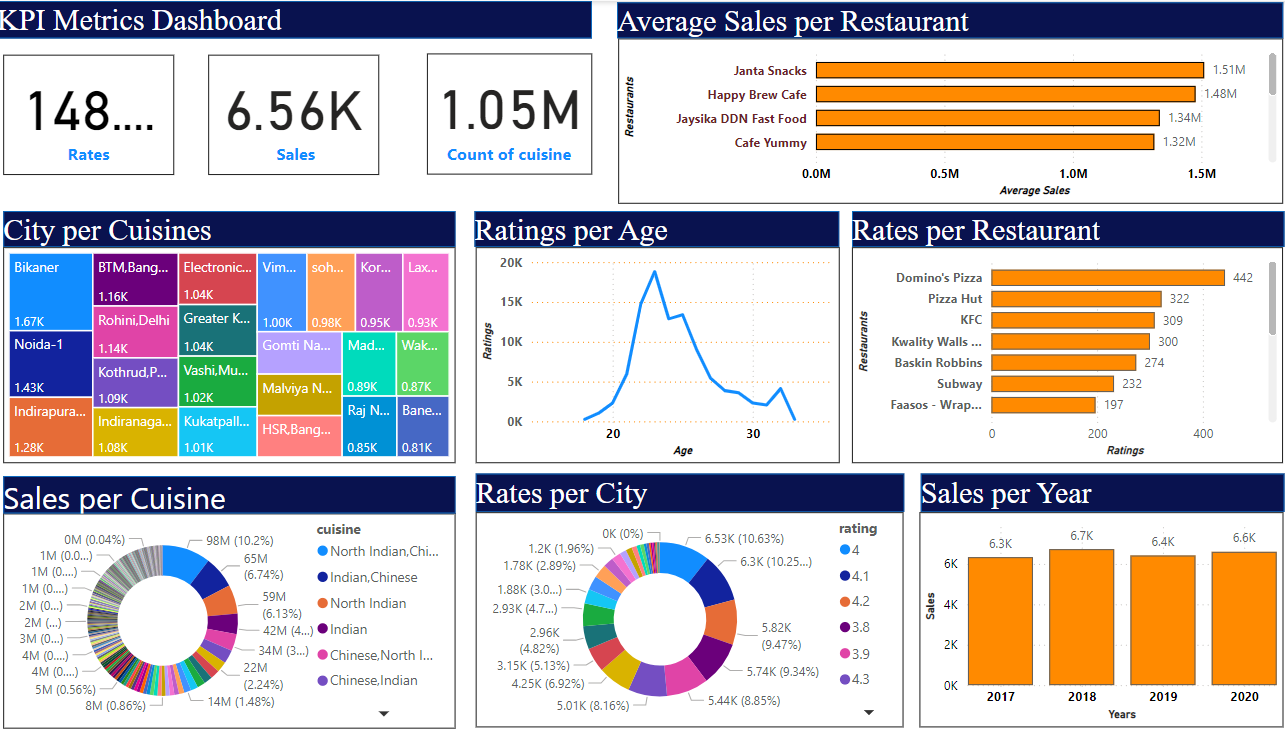 KPI Metrics Dashboard
148....
Rates
6.56K
Sales
1.05M
Count of cuisine
Average Sales per Restaurant
Restaurants
Janta Snacks 1.51M
Happy Brew Cafe 1.48M
Jaysika DDN Fast Food 1.34M
Cafe Yummy 1.32M
0.0M 0.5M 1.0M 1.5M
Average Sales
City per Cuisines
Bikaner
1.67K
Noida-1
1.43K
Indirapura...
1.28K
BTM,Bang...
1.16K
Rohini,Delhi
1.14K
Kothrud,P...
1.09K
Indiranaga...
1.08K
Electronic...
1.04K
Greater K...
1.04K
Vashi,Mu...
1.02K
Kukatpall...
1.01K
Vim...
1.00K
soh...
0.98K
Kor...
0.95K
Lax...
0.93K
Gomti Na...
Malviya N...
HSR,Bang...
Mad...
0.89K
Wak...
0.87K
Raj N...
0.85K
Bane...
0.81K
Ratings per Age
Ratings
20K
15K
10K
5K
0K
20 30
Age
Rates per Restaurant
Restaurants
Domino's Pizza 442
Pizza Hut 322
KFC 309
Kwality Walls ... 300
Baskin Robbins 274
Subway 232
Faasos - Wrap... 197
0 200 400
Ratings
Sales per Cuisine
98M (10.2%)
65M
(6.74%)
59M
(6.13%)
42M (4....)
34M (3....)
22M
(2.24%)
14M (1.48%)
8M (0.86%)
5M (0.56%)
4M (0....)
4M (0....)
3M (0....)
2M (...)
2M (0...)
1M (0....)
1M (0....)
1M (0.0...)
0M (0.04%)
cuisine
North Indian,Chi...
Indian,Chinese
North Indian
Indian
Chinese,North I...
Chinese,Indian
Rates per City
6.53K (10.63%)
6.3K (10.25...)
5.82K
(9.47%)
5.74K (9.34%)
5.44K (8.85%)
5.01K (8.16%)
4.25K (6.92%)
3.15K (5.13%)
2.96K
(4.82%)
2.93K (4.7...)
1.88K (3.0...)
1.78K (2.89%)
1.2K (1.96%)
0K (0%)
rating
4
4.1
4.2
3.8
3.9
4.3
Sales per Year
Sales
6K
4K
2K
0K
6.3K 6.7K 6.4K 6.6K
2017 2018 2019 2020
Years